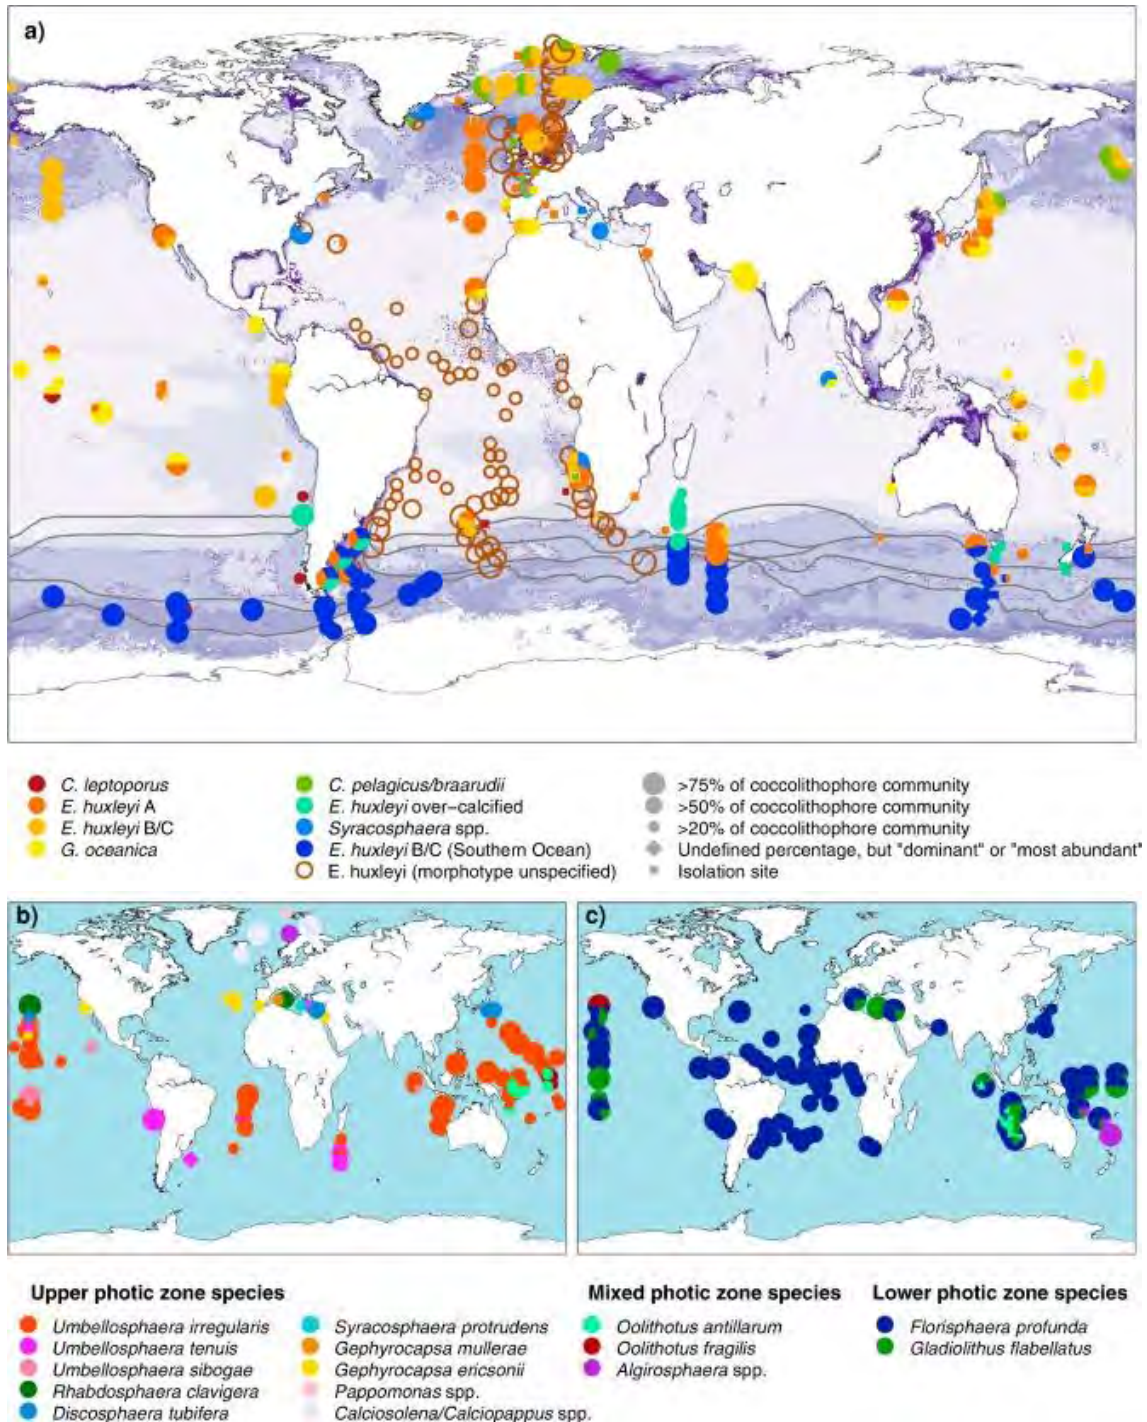 a)
C. leptoporus
E. huxleyi A
E. huxleyi B/C
G. oceanica
C. pelagicus/braarudii
E. huxleyi over-calcified
Syracosphaera spp.
E. huxleyi B/C (Southern Ocean)
E. huxleyi (morphotype unspecified)
>75% of coccolithophore community
>50% of coccolithophore community
>20% of coccolithophore community
Undefined percentage, but "dominant" or "most abundant"
Isolation site
b)
c)
Upper photic zone species
Umbellosphaera irregularis
Umbellosphaera tenuis
Umbellosphaera sibogae
Rhabdosphaera clavigera
Discosphaera tubifera
Syracosphaera protrudens
Gephyrocapsa mullerae
Gephyrocapsa ericsonii
Pappomonas spp.
Calciosolena/Calciopappus spp.
Mixed photic zone species
Oolithotus antillarum
Oolithotus fragilis
Algirosphaera spp.
Lower photic zone species
Florisphaera profunda
Gladiolithus flabellatus